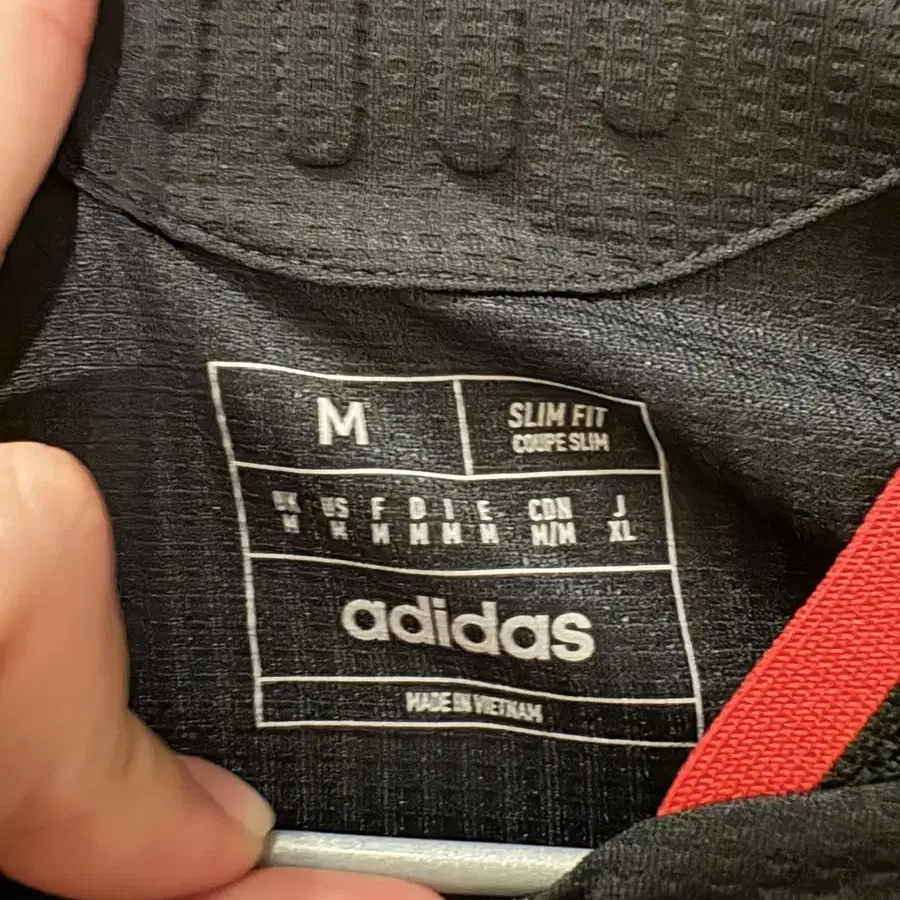 M
SLIM FIT
COUPE SLIM
UK US F D I E CDN J
M M M M M M M/M XL
adidas
MADE IN VIETNAM